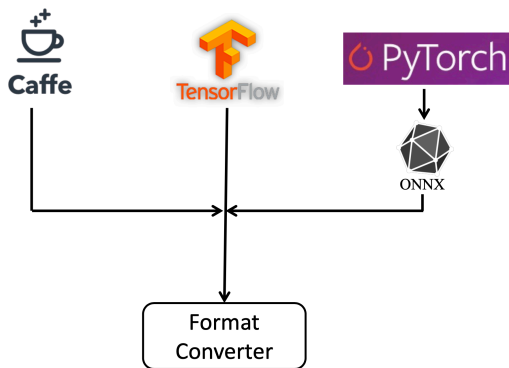 Caffe
TensorFlow
PyTorch
ONNX
Format
Converter